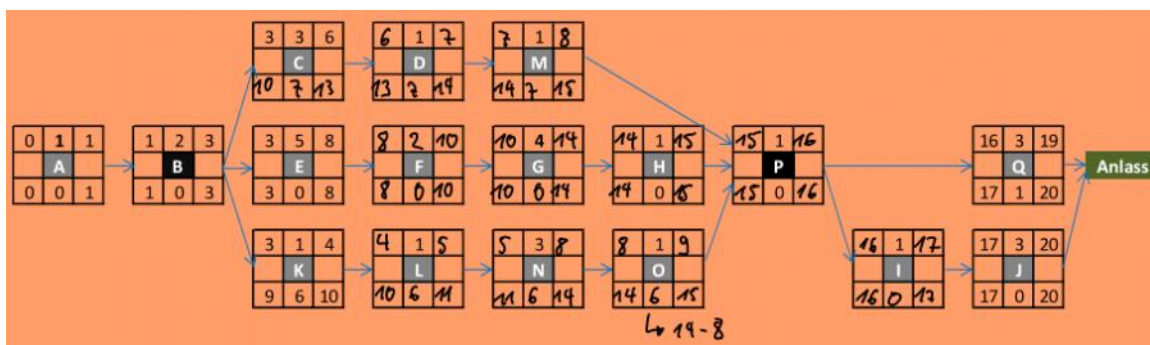 3 3 6 6 1 7 7 1 8
C D M
10 7 13 13 7 14 14 7 15
0 1 1 1 2 3 3 5 8 8 2 10 10 4 14 14 1 15 15 1 16 16 3 19
A B E F G H P Q Anlass
0 0 1 1 0 3 3 0 8 8 0 10 10 0 14 14 0 15 15 0 16 17 1 20
3 1 4 4 1 5 5 3 8 8 1 9 16 1 17 17 3 20
K L N O I J
9 6 10 10 6 11 11 6 14 14 6 15 16 0 17 17 0 20
↳ 14-8